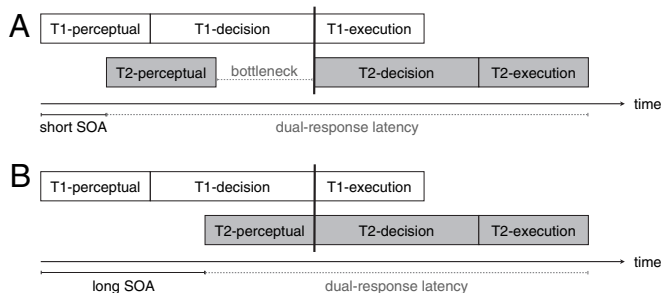 A
T1-perceptual T1-decision T1-execution
T2-perceptual bottleneck T2-decision T2-execution
time
short SOA dual-response latency
B
T1-perceptual T1-decision T1-execution
T2-perceptual T2-decision T2-execution
time
long SOA dual-response latency